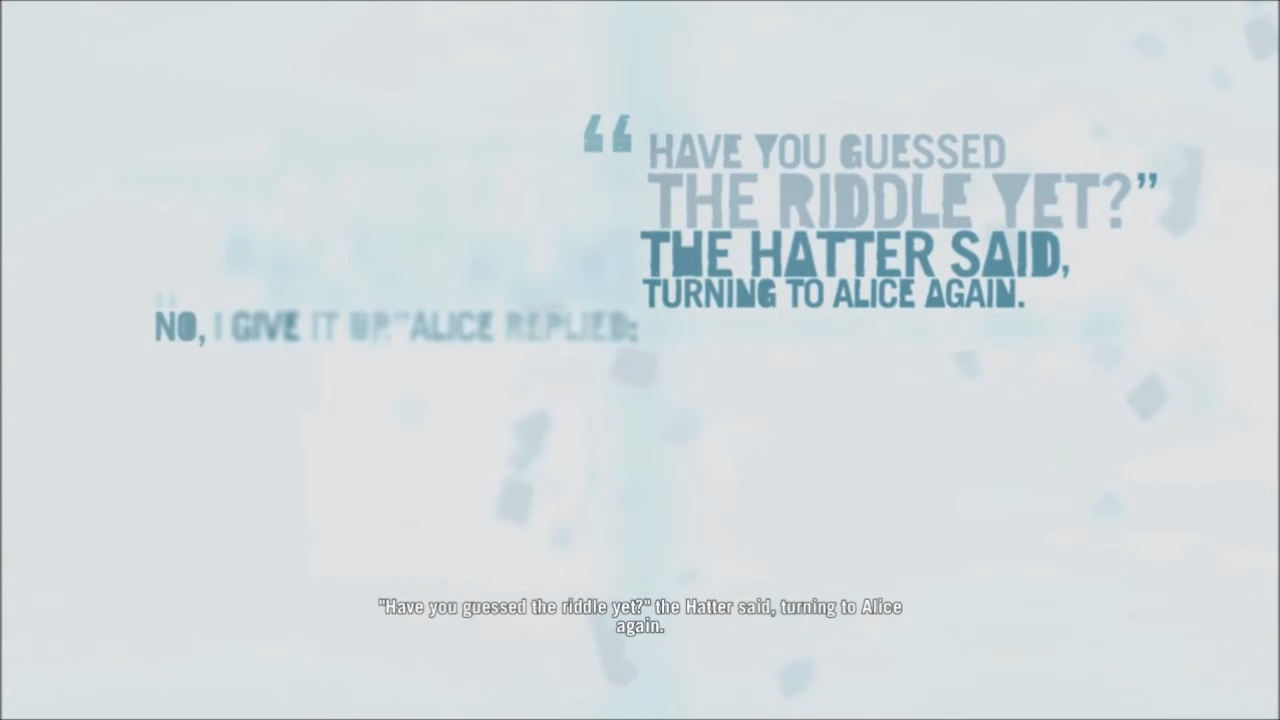 “ HAVE YOU GUESSED
THE RIDDLE YET?”
THE HATTER SAID,
TURNING TO ALICE AGAIN.
NO, I GIVE IT UP." ALICE REPLIED:
"Have you guessed the riddle yet?" the Hatter said, turning to Alice
again.